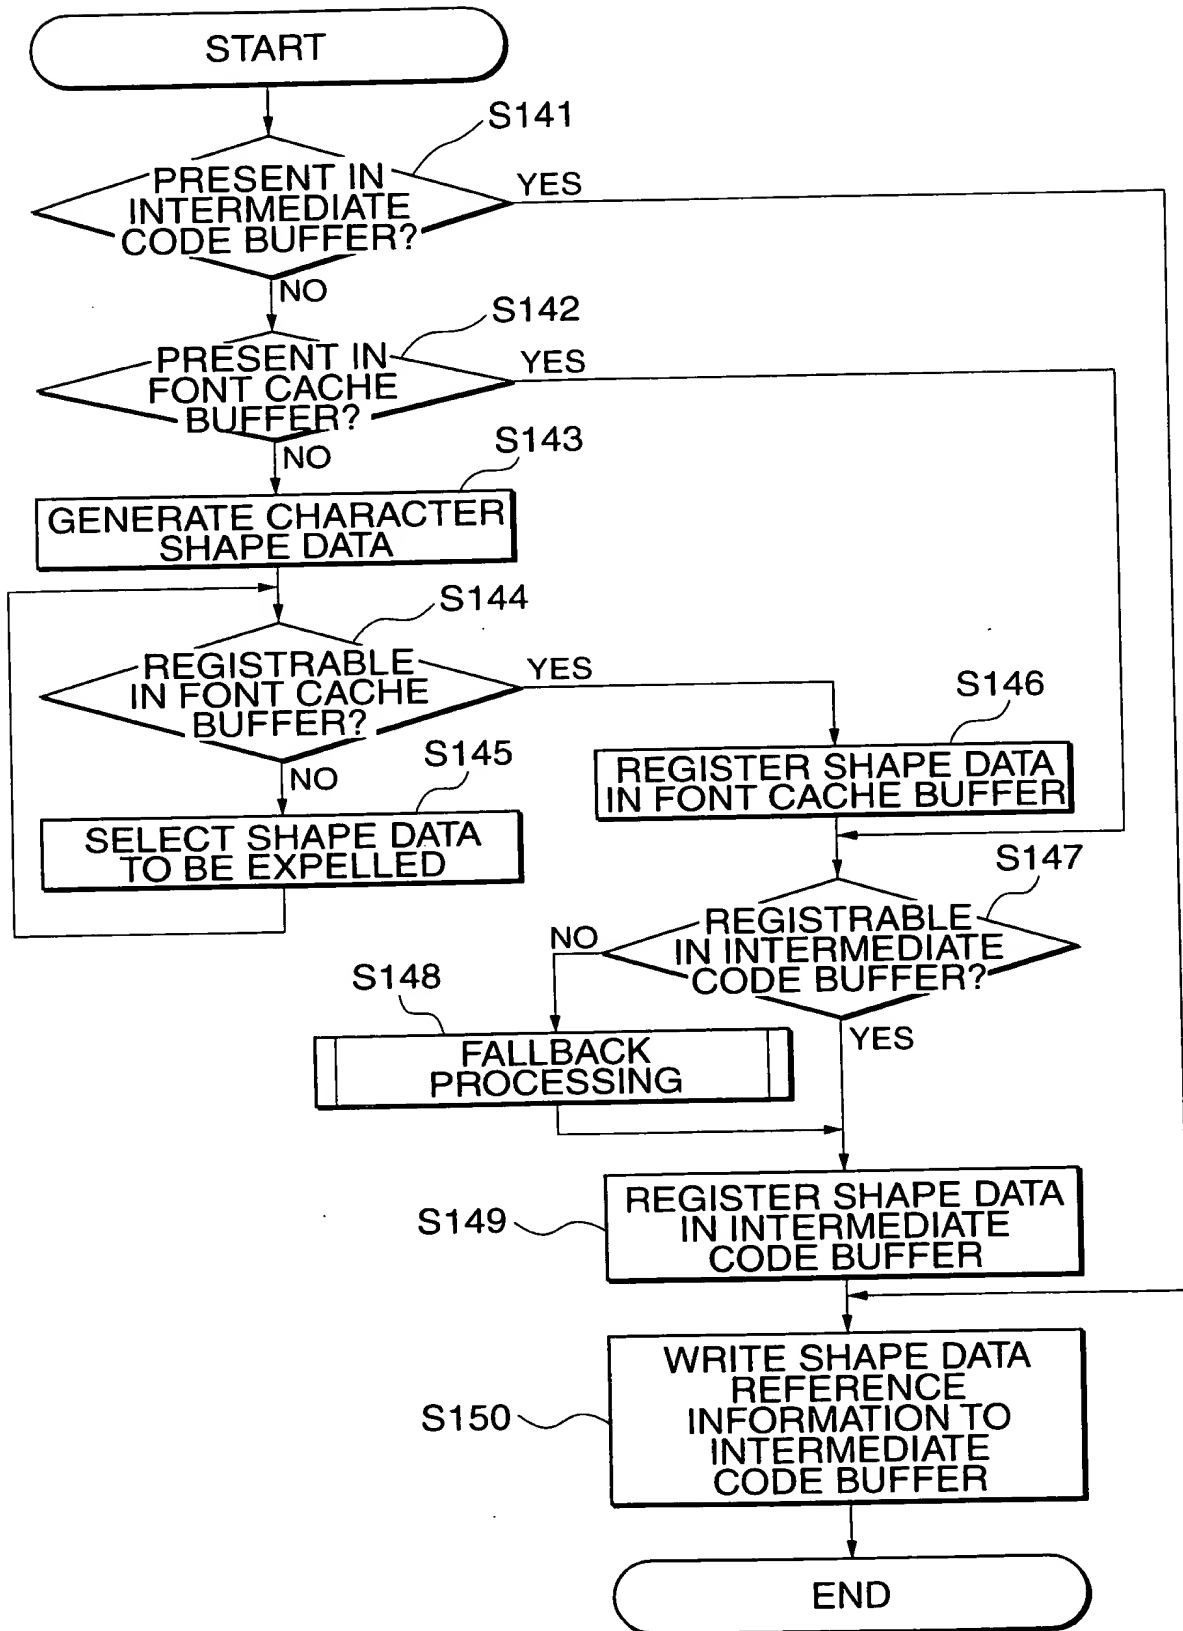 START
S141
PRESENT IN
INTERMEDIATE
CODE BUFFER?
YES
NO
S142
PRESENT IN
FONT CACHE
BUFFER?
YES
NO
S143
GENERATE CHARACTER
SHAPE DATA
S144
REGISTRABLE
IN FONT CACHE
BUFFER?
YES
NO
S145
SELECT SHAPE DATA
TO BE EXPELLED
S146
REGISTER SHAPE DATA
IN FONT CACHE BUFFER
S147
REGISTRABLE
IN INTERMEDIATE
CODE BUFFER?
NO
YES
S148
FALLBACK
PROCESSING
S149
REGISTER SHAPE DATA
IN INTERMEDIATE
CODE BUFFER
S150
WRITE SHAPE DATA
REFERENCE
INFORMATION TO
INTERMEDIATE
CODE BUFFER
END